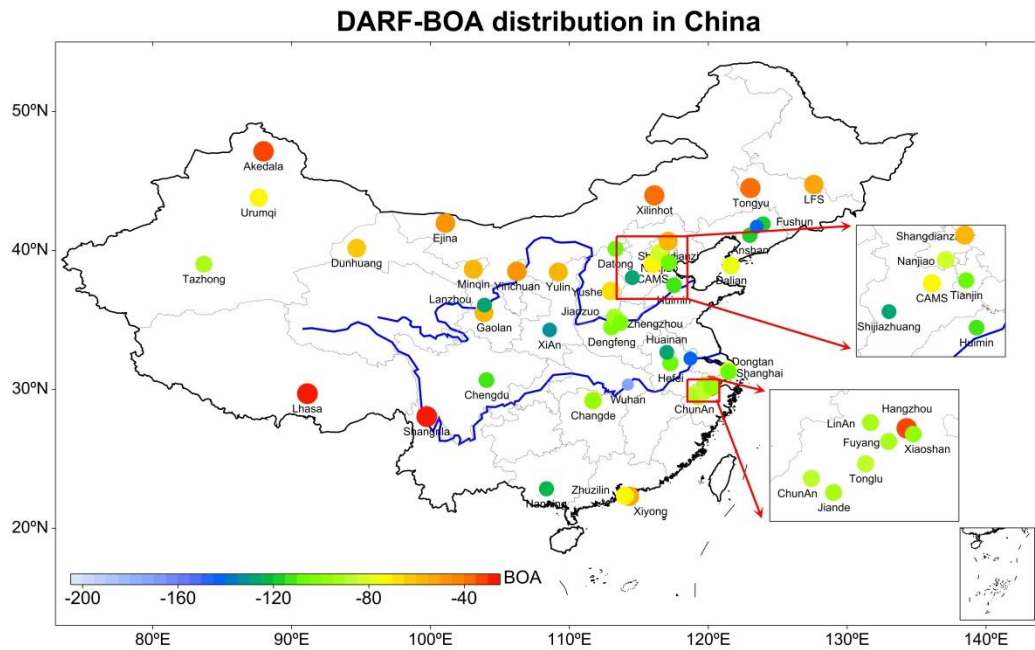 DARF-BOA distribution in China
50ºN
40ºN
30ºN
20ºN
Akedala
Urumqi
Tazhong
Dunhuang
Ejina
Xilinhot
Tongyu
LFS
Fushun
Anshan
Dalian
Datong
CAMS
Minqin
Yinchuan
Yulin
Yushe
Huimin
Lanzhou
Gaolan
Jiaozuo
Zhengzhou
XiAn
Dengfeng
Huainan
Hefei
Dongtan
Shanghai
Chengdu
Wuhan
Changde
ChunAn
Lhasa
Shangrila
Nanning
Zhuzilin
Xiyong
Nanjiao
CAMS
Tianjin
Shijiazhuang
Huimin
Hangzhou
LinAn
Fuyang
Xiaoshan
Tonglu
ChunAn
Jiande
BOA
-200 -160 -120 -80 -40
80ºE 90ºE 100ºE 110ºE 120ºE 130ºE 140ºE